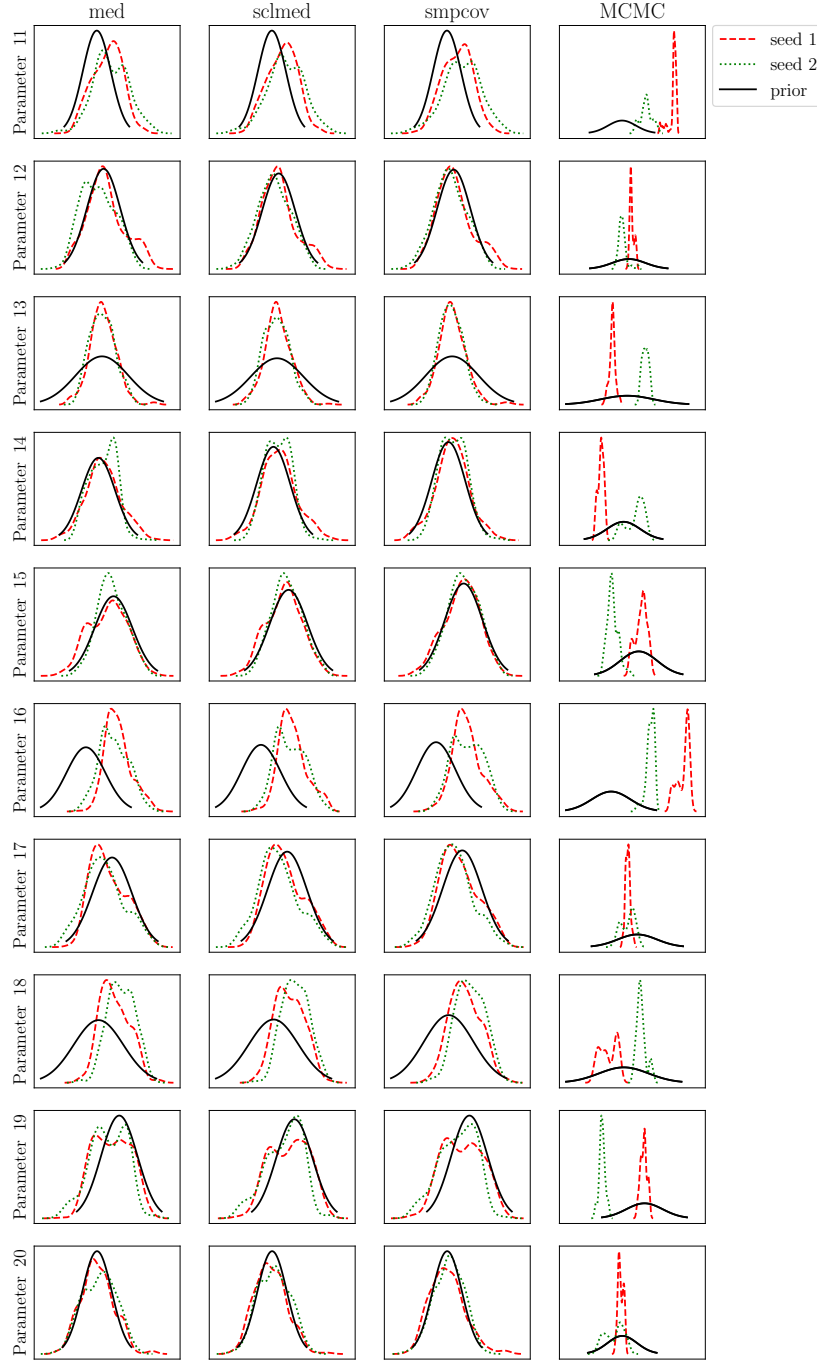 med sclmed smpcov MCMC
seed 1
seed 2
prior
Parameter 11
Parameter 12
Parameter 13
Parameter 14
Parameter 15
Parameter 16
Parameter 17
Parameter 18
Parameter 19
Parameter 20